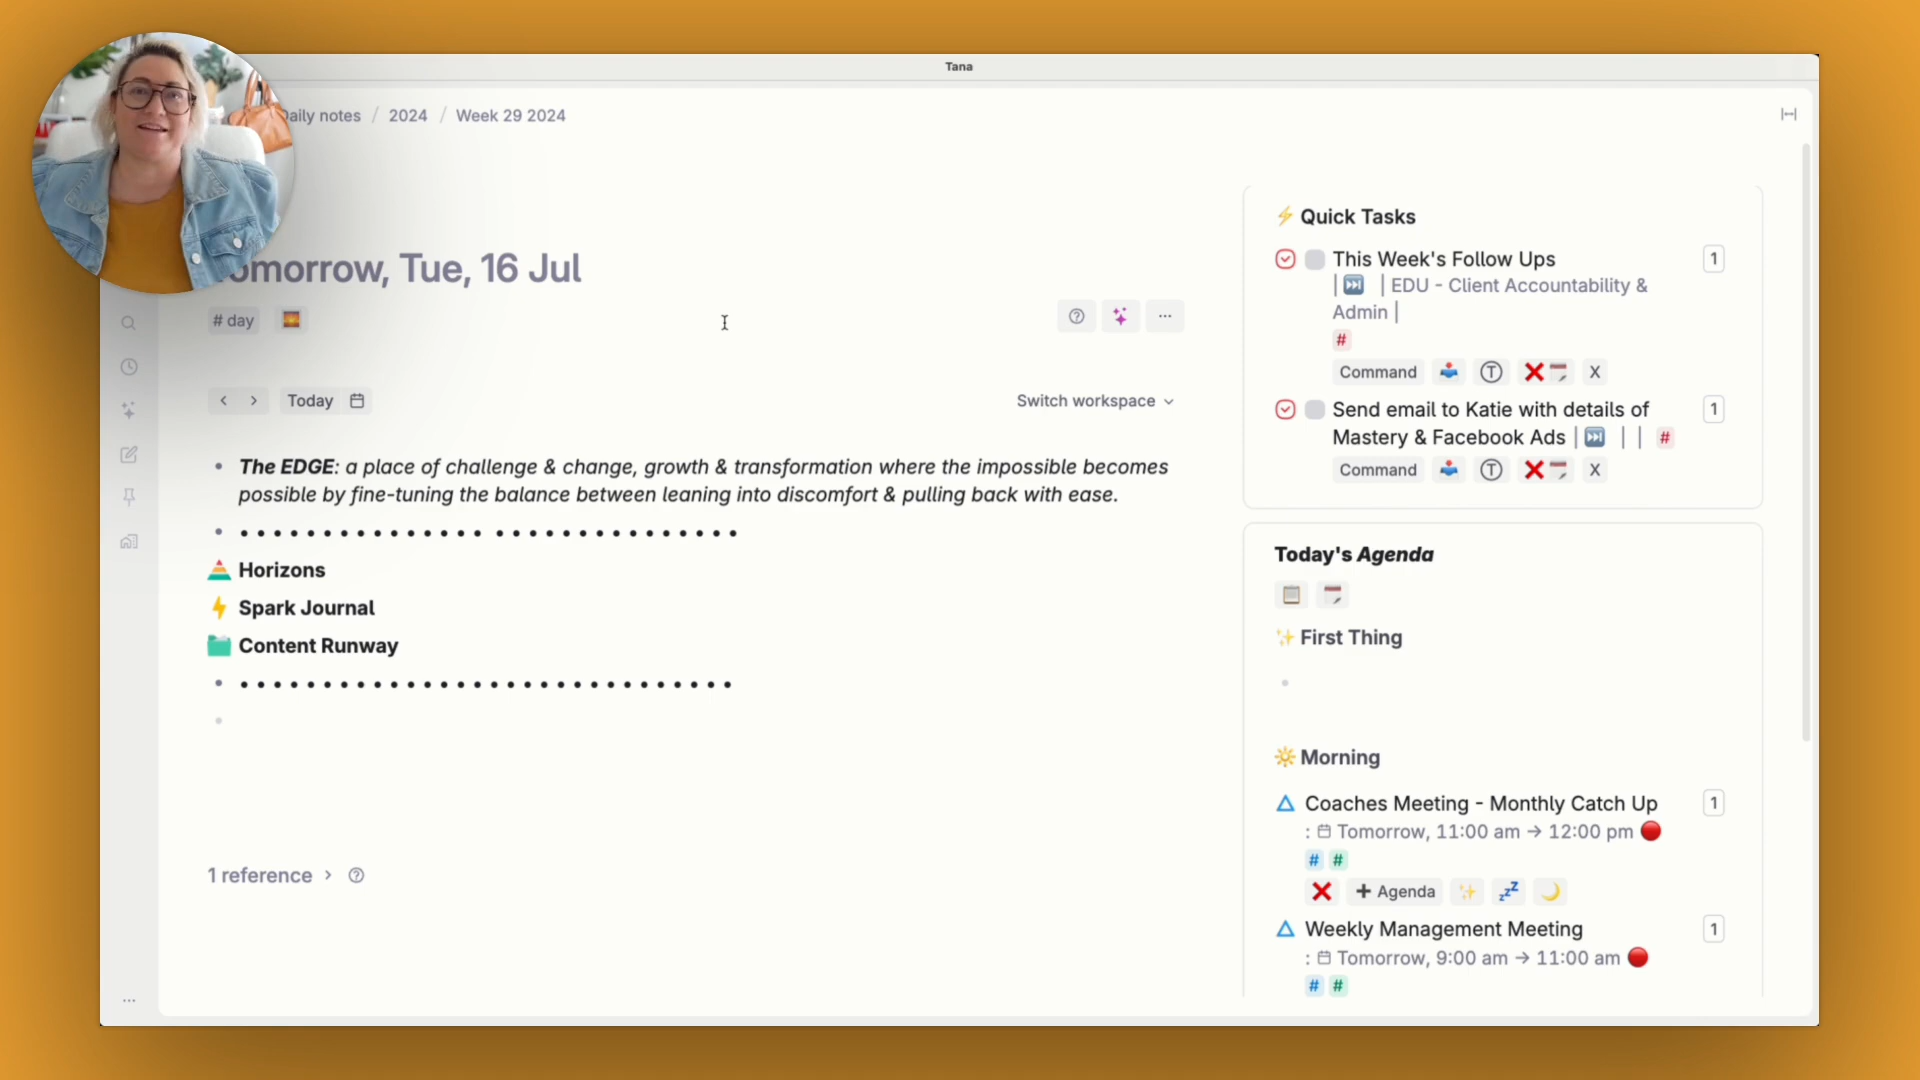 Tana
Daily notes / 2024 / Week 29 2024
Tomorrow, Tue, 16 Jul
# day
Today
Switch workspace
The EDGE: a place of challenge & change, growth & transformation where the impossible becomes
possible by fine-tuning the balance between leaning into discomfort & pulling back with ease.
Horizons
Spark Journal
Content Runway
1 reference
Quick Tasks
This Week's Follow Ups
1
| | EDU - Client Accountability &
Admin |
#
Command X
Send email to Katie with details of
1
Mastery & Facebook Ads | | | #
Command X
Today's Agenda
First Thing
Morning
Coaches Meeting - Monthly Catch Up
1
: Tomorrow, 11:00 am → 12:00 pm
# #
+ Agenda
Weekly Management Meeting
1
: Tomorrow, 9:00 am → 11:00 am
# #